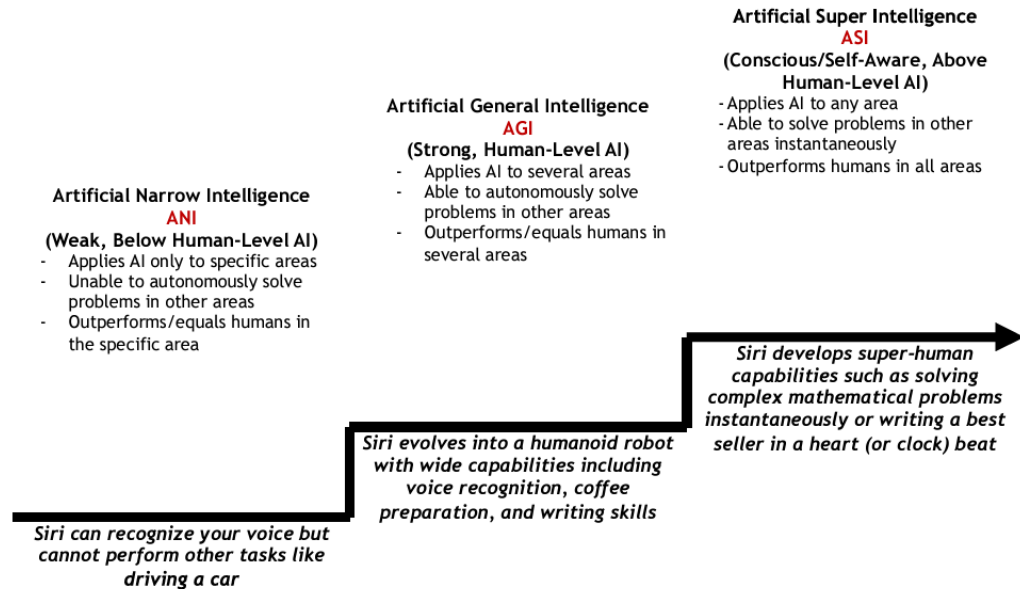 Artificial Narrow Intelligence
ANI
(Weak, Below Human-Level AI)
- Applies AI only to specific areas
- Unable to autonomously solve
problems in other areas
- Outperforms/equals humans in
the specific area
Siri can recognize your voice but
cannot perform other tasks like
driving a car
Artificial General Intelligence
AGI
(Strong, Human-Level AI)
- Applies AI to several areas
- Able to autonomously solve
problems in other areas
- Outperforms/equals humans in
several areas
Siri evolves into a humanoid robot
with wide capabilities including
voice recognition, coffee
preparation, and writing skills
Artificial Super Intelligence
ASI
(Conscious/Self-Aware, Above
Human-Level AI)
- Applies AI to any area
- Able to solve problems in other
areas instantaneously
- Outperforms humans in all areas
Siri develops super-human
capabilities such as solving
complex mathematical problems
instantaneously or writing a best
seller in a heart (or clock) beat